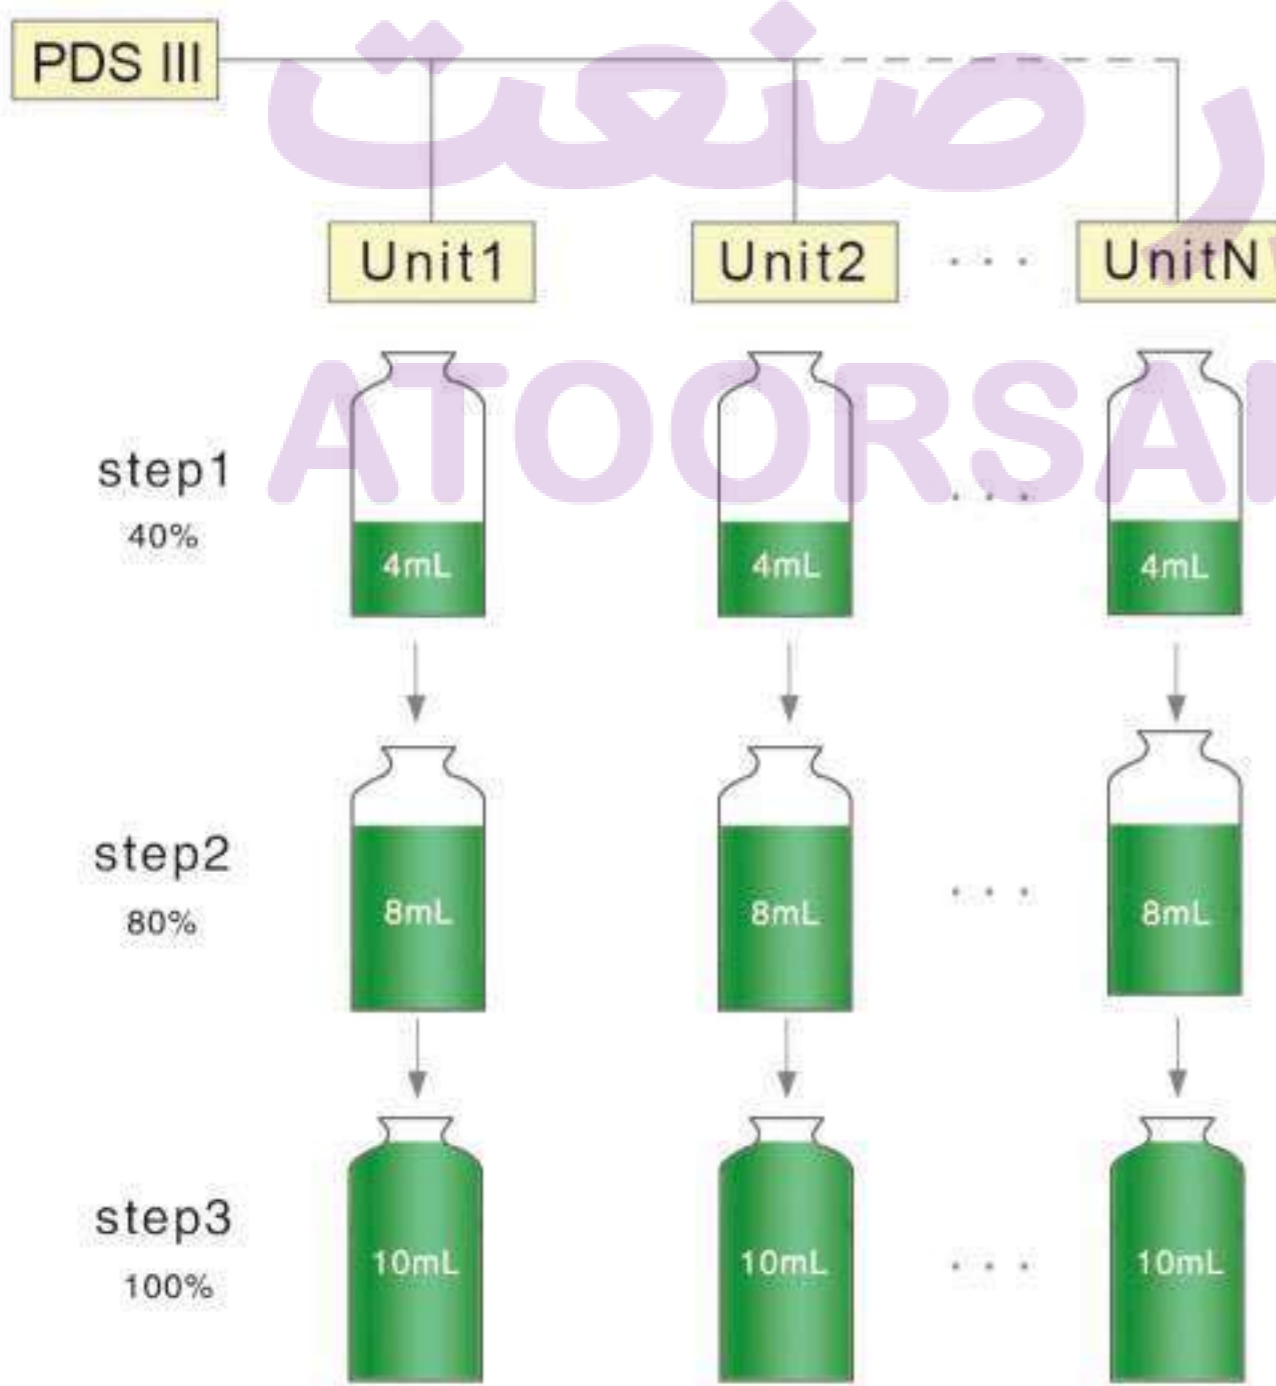 PDS III
صنعت
Unit1 Unit2 . . . UnitN
ATOORSAN
step1
40%
4mL 4mL . . . 4mL
step2
80%
8mL 8mL . . . 8mL
step3
100%
10mL 10mL . . . 10mL